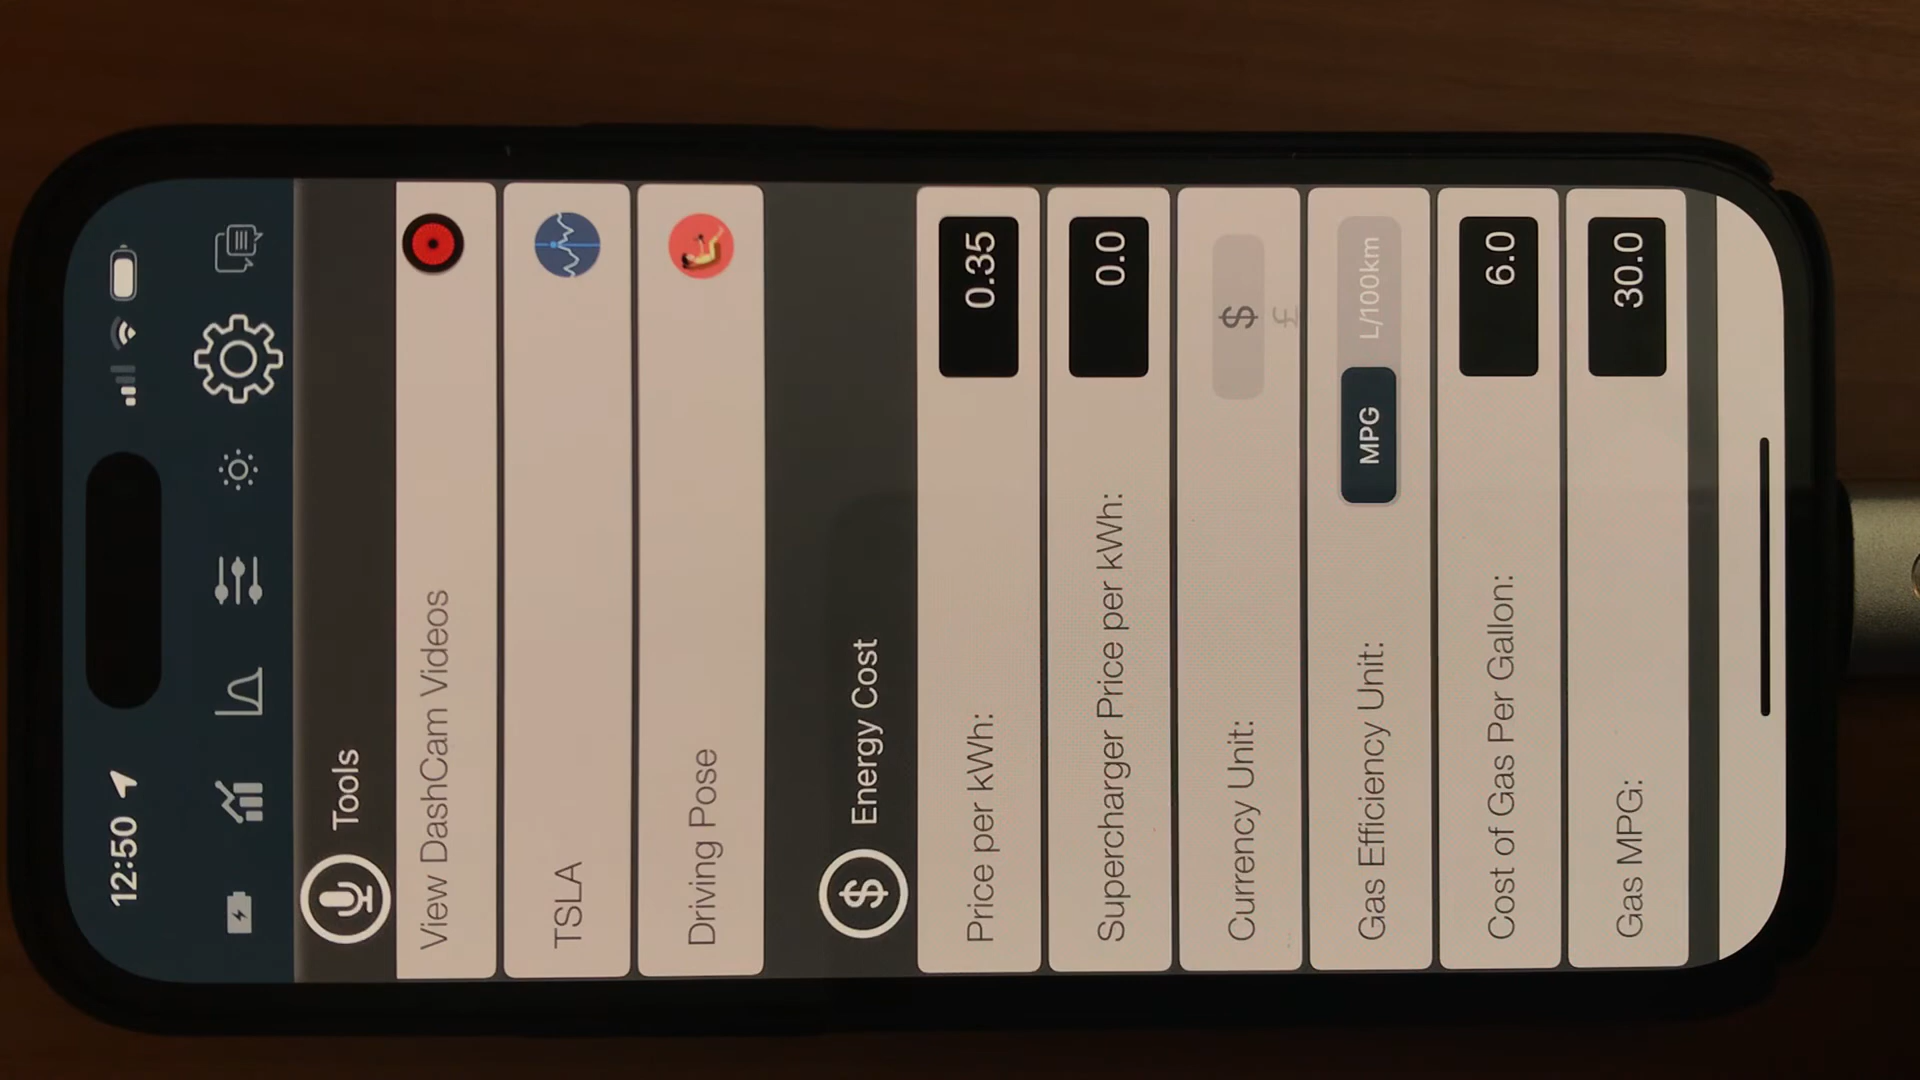 12:50
Tools
View DashCam Videos
TSLA
Driving Pose
$ Energy Cost
Price per kWh: 0.35
Supercharger Price per kWh: 0.0
Currency Unit: $
£
Gas Efficiency Unit: MPG L/100km
Cost of Gas Per Gallon: 6.0
Gas MPG: 30.0